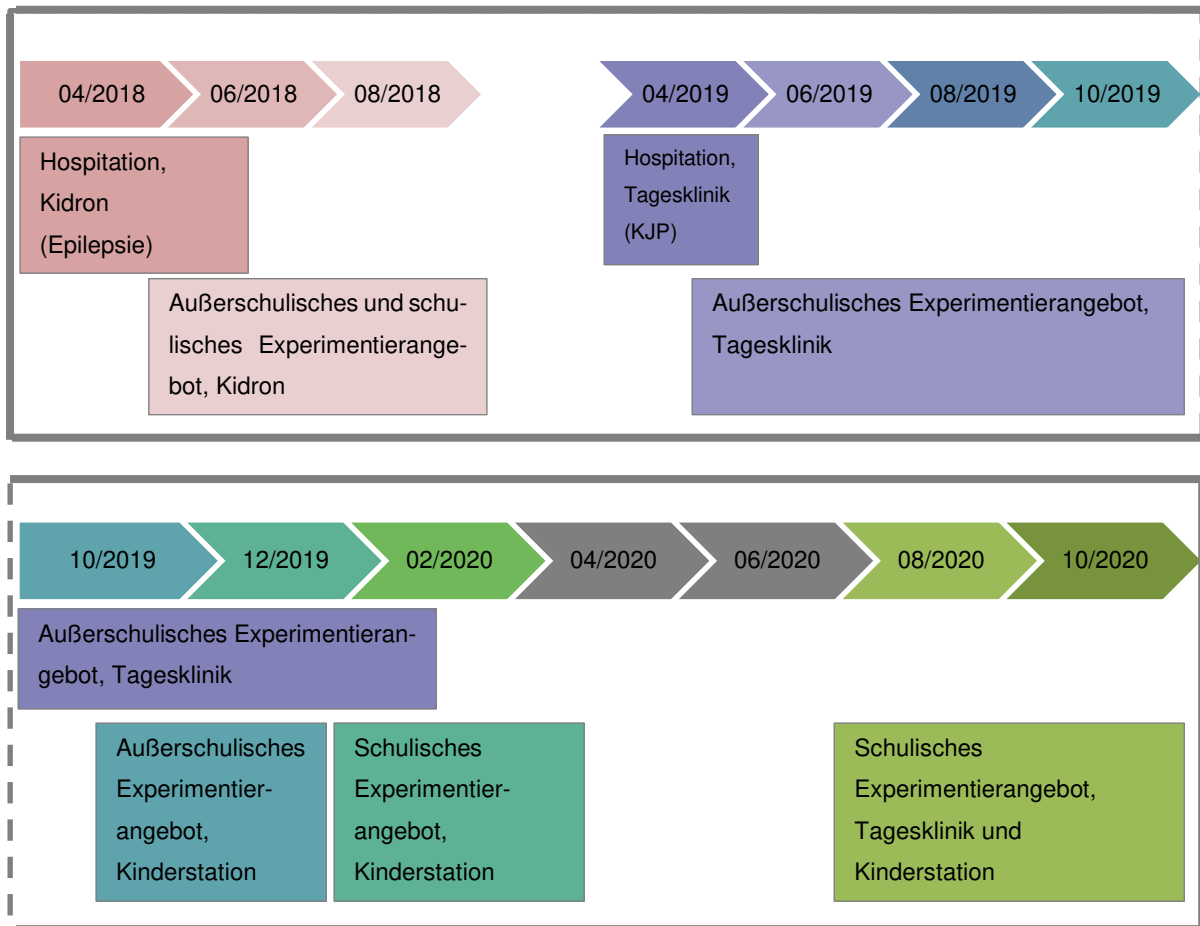 04/2018 06/2018 08/2018 04/2019 06/2019 08/2019 10/2019
Hospitation,
Kidron
(Epilepsie)
Hospitation,
Tagesklinik
(KJP)
Außerschulisches und schu-
lisches Experimentierange-
bot, Kidron
Außerschulisches Experimentierangebot,
Tagesklinik
10/2019 12/2019 02/2020 04/2020 06/2020 08/2020 10/2020
Außerschulisches Experimentieran-
gebot, Tagesklinik
Außerschulisches
Experimentier-
angebot,
Kinderstation
Schulisches
Experimentier-
angebot,
Kinderstation
Schulisches
Experimentierangebot,
Tagesklinik und
Kinderstation